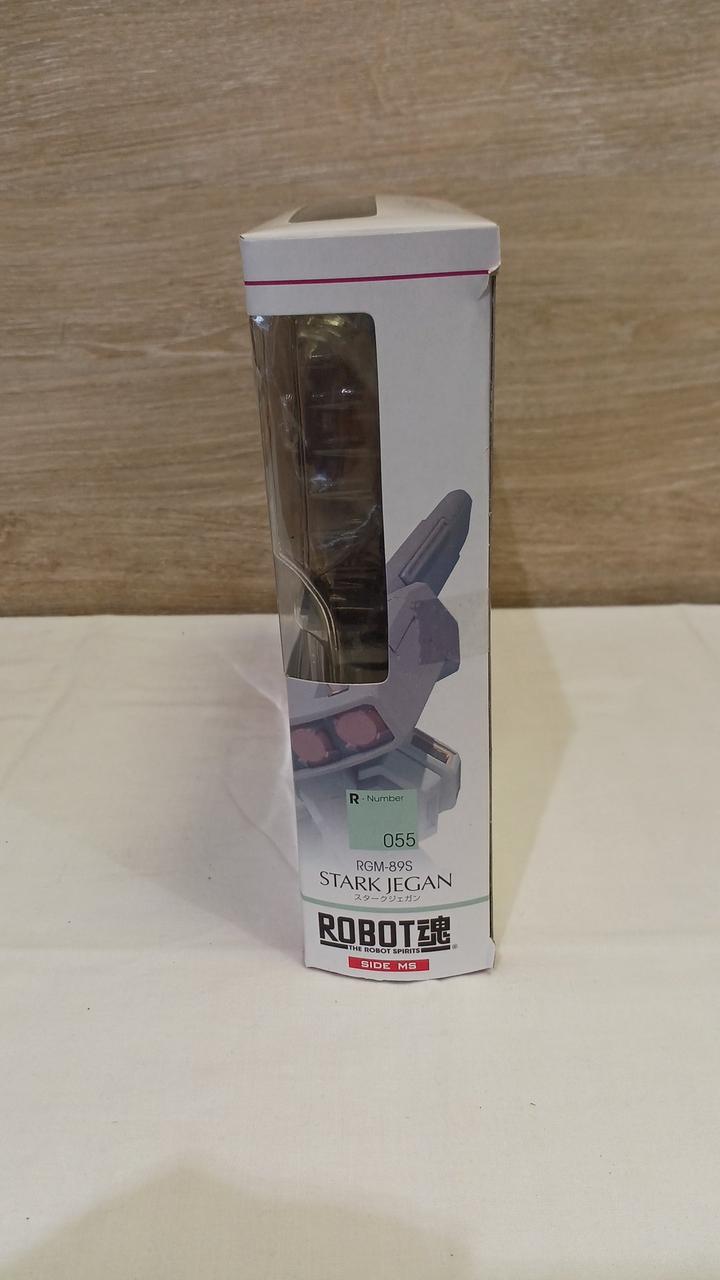 R - Number
055
RGM-89S
STARK JEGAN
スタークジェガン
ROBOT魂
THE ROBOT SPIRITS
®
SIDE MS